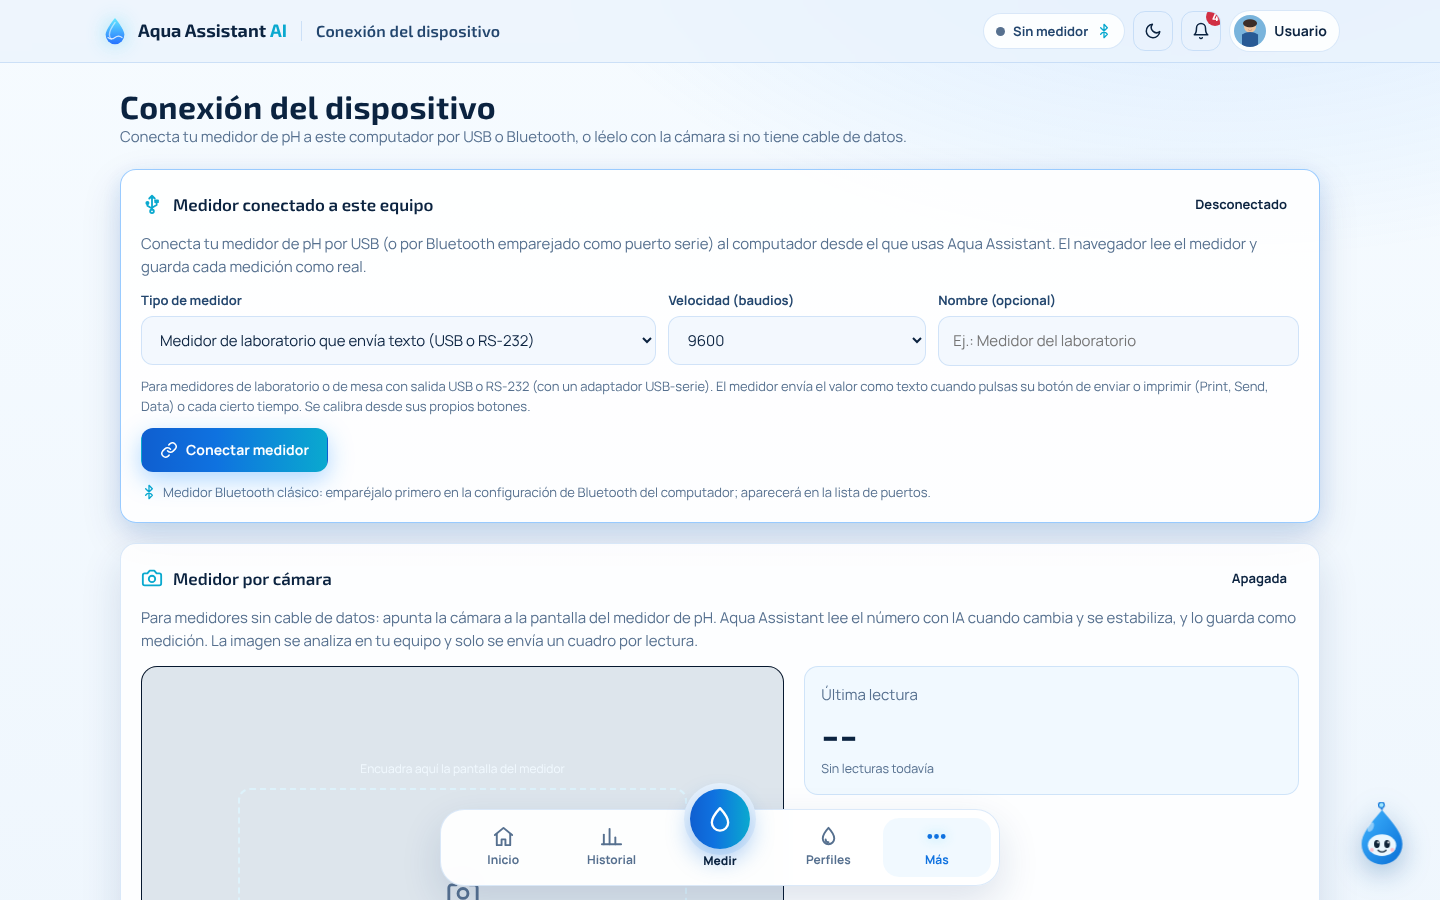 Aqua Assistant AI
Conexión del dispositivo
Sin medidor
4
Usuario
Conexión del dispositivo
Conecta tu medidor de pH a este computador por USB o Bluetooth, o léelo con la cámara si no tiene cable de datos.
Medidor conectado a este equipo
Desconectado
Conecta tu medidor de pH por USB (o por Bluetooth emparejado como puerto serie) al computador desde el que usas Aqua Assistant. El navegador lee el medidor y
guarda cada medición como real.
Tipo de medidor
Velocidad (baudios)
Nombre (opcional)
Medidor de laboratorio que envía texto (USB o RS-232)
9600
Ej.: Medidor del laboratorio
Para medidores de laboratorio o de mesa con salida USB o RS-232 (con un adaptador USB-serie). El medidor envía el valor como texto cuando pulsas su botón de enviar o imprimir (Print, Send,
Data) o cada cierto tiempo. Se calibra desde sus propios botones.
Conectar medidor
Medidor Bluetooth clásico: emparéjalo primero en la configuración de Bluetooth del computador; aparecerá en la lista de puertos.
Medidor por cámara
Apagada
Para medidores sin cable de datos: apunta la cámara a la pantalla del medidor de pH. Aqua Assistant lee el número con IA cuando cambia y se estabiliza, y lo guarda como
medición. La imagen se analiza en tu equipo y solo se envía un cuadro por lectura.
Encuadra aquí la pantalla del medidor
Última lectura
--
Sin lecturas todavía
Inicio
Historial
Medir
Perfiles
Más